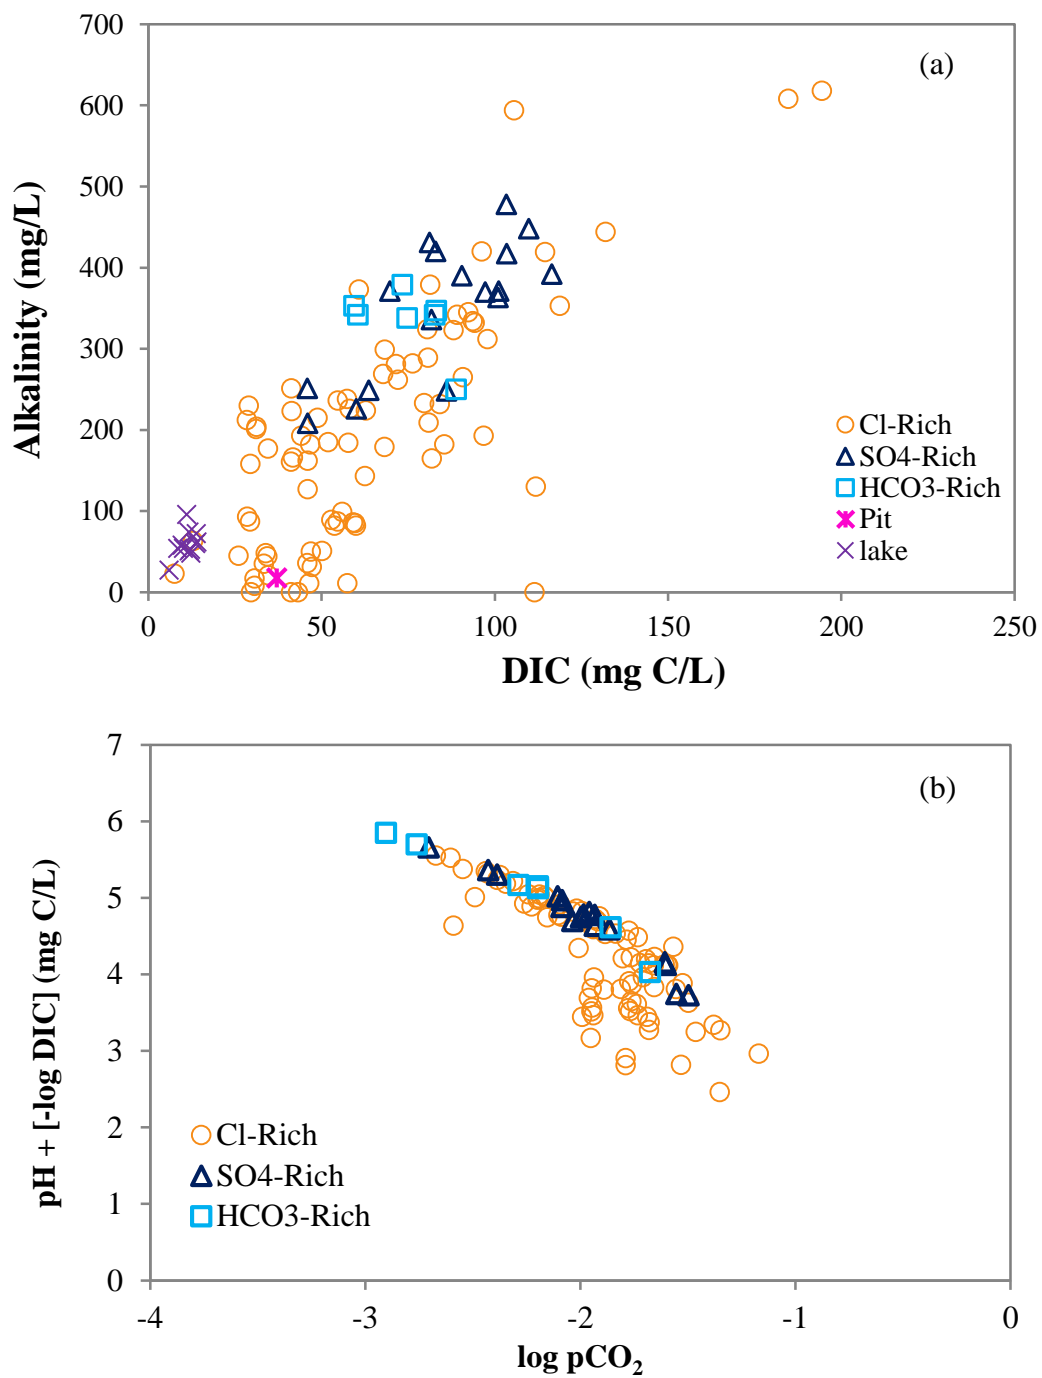 700
600
500
400
300
200
100
0
Alkalinity (mg/L)
(a)
Cl-Rich
SO4-Rich
HCO3-Rich
Pit
lake
0 50 100 150 200 250
DIC (mg C/L)
7
6
5
4
3
2
1
0
pH + [-log DIC] (mg C/L)
(b)
Cl-Rich
SO4-Rich
HCO3-Rich
-4 -3 -2 -1 0
log pCO₂